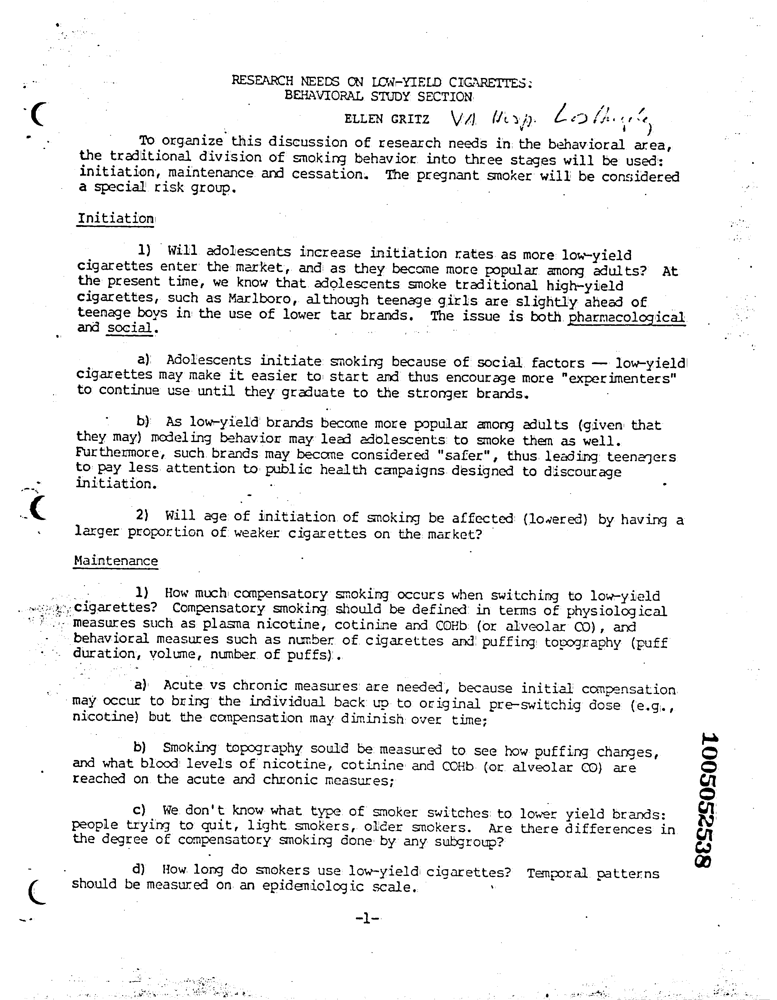 RESEARCH NEEDS ON LOW-YIELD CIGARETTES:
BEHAVIORAL STUDY SECTION
ELLEN GRITZ VA Hosp. Los Angeles
To organize this discussion of research needs in the behavioral area,
the traditional division of smoking behavior into three stages will be used:
initiation, maintenance and cessation. The pregnant smoker will be considered
a special risk group.
Initiation
1) Will adolescents increase initiation rates as more low-yield
cigarettes enter the market, and as they become more popular among adults? At
the present time, we know that adolescents smoke traditional high-yield
cigarettes, such as Marlboro, although teenage girls are slightly ahead of
teenage boys in the use of lower tar brands. The issue is both pharmacological
and social.
a) Adolescents initiate smoking because of social factors — low-yield
cigarettes may make it easier to start and thus encourage more "experimenters"
to continue use until they graduate to the stronger brands.
b) As low-yield brands become more popular among adults (given that
they may) modeling behavior may lead adolescents to smoke them as well.
Furthermore, such brands may become considered "safer", thus leading teenagers
to pay less attention to public health campaigns designed to discourage
initiation.
2) Will age of initiation of smoking be affected (lowered) by having a
larger proportion of weaker cigarettes on the market?
Maintenance
1) How much compensatory smoking occurs when switching to low-yield
cigarettes? Compensatory smoking should be defined in terms of physiological
measures such as plasma nicotine, cotinine and COHb (or alveolar CO), and
behavioral measures such as number of cigarettes and puffing topography (puff
duration, volume, number of puffs).
a) Acute vs chronic measures are needed, because initial compensation
may occur to bring the individual back up to original pre-switchig dose (e.g.,
nicotine) but the compensation may diminish over time;
b) Smoking topography sould be measured to see how puffing changes,
and what blood levels of nicotine, cotinine and COHb (or alveolar CO) are
reached on the acute and chronic measures;
c) We don't know what type of smoker switches to lower yield brands:
people trying to quit, light smokers, older smokers. Are there differences in
the degree of compensatory smoking done by any subgroup?
d) How long do smokers use low-yield cigarettes? Temporal patterns
should be measured on an epidemiologic scale.
-1-
1005052538